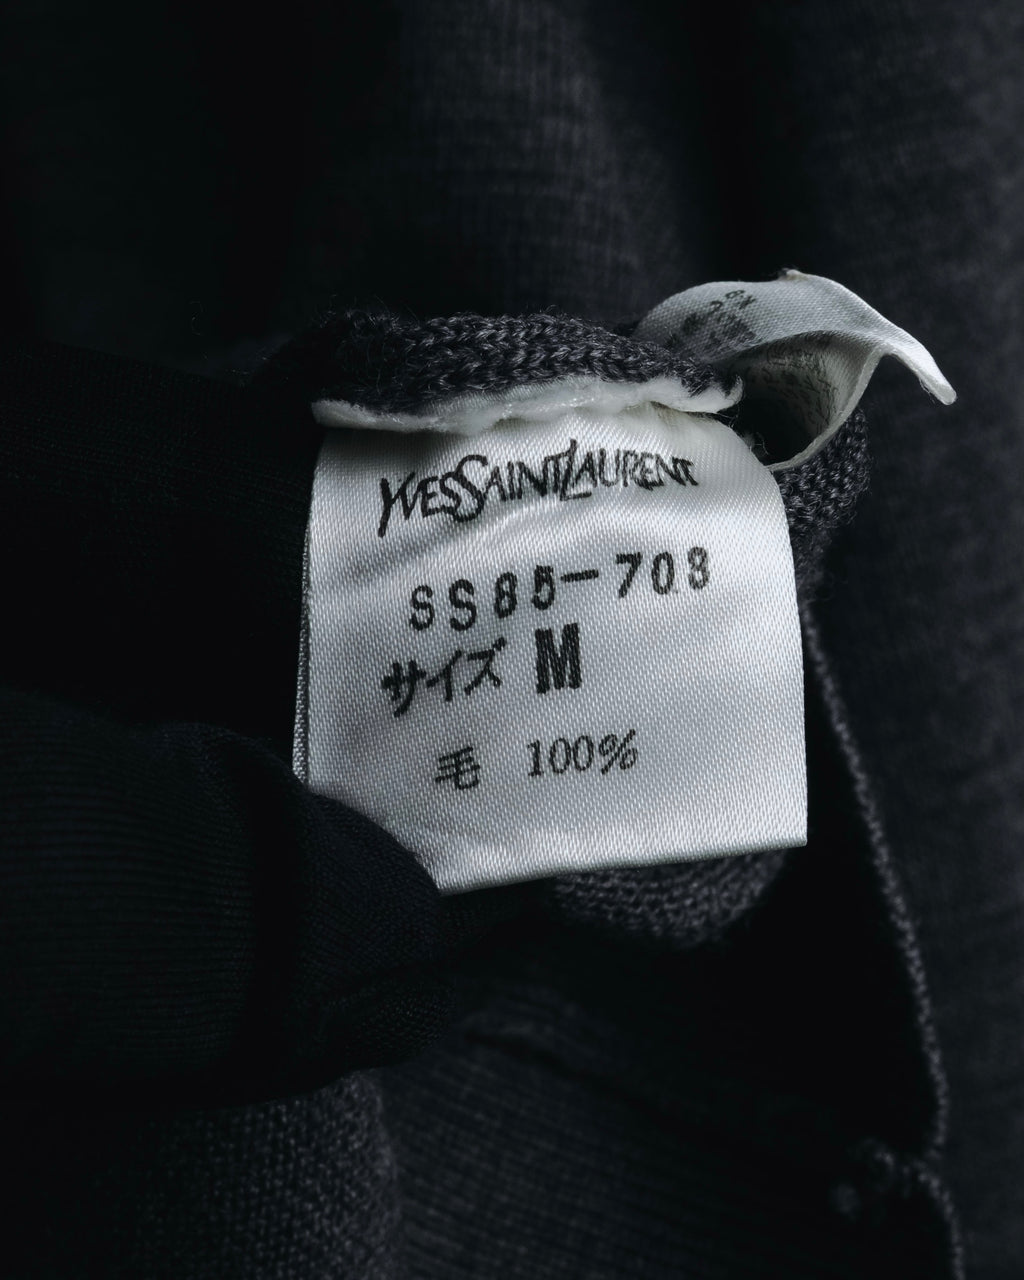 YVESSAINTLAURENT
SS85-708
サイズ M
毛 100%